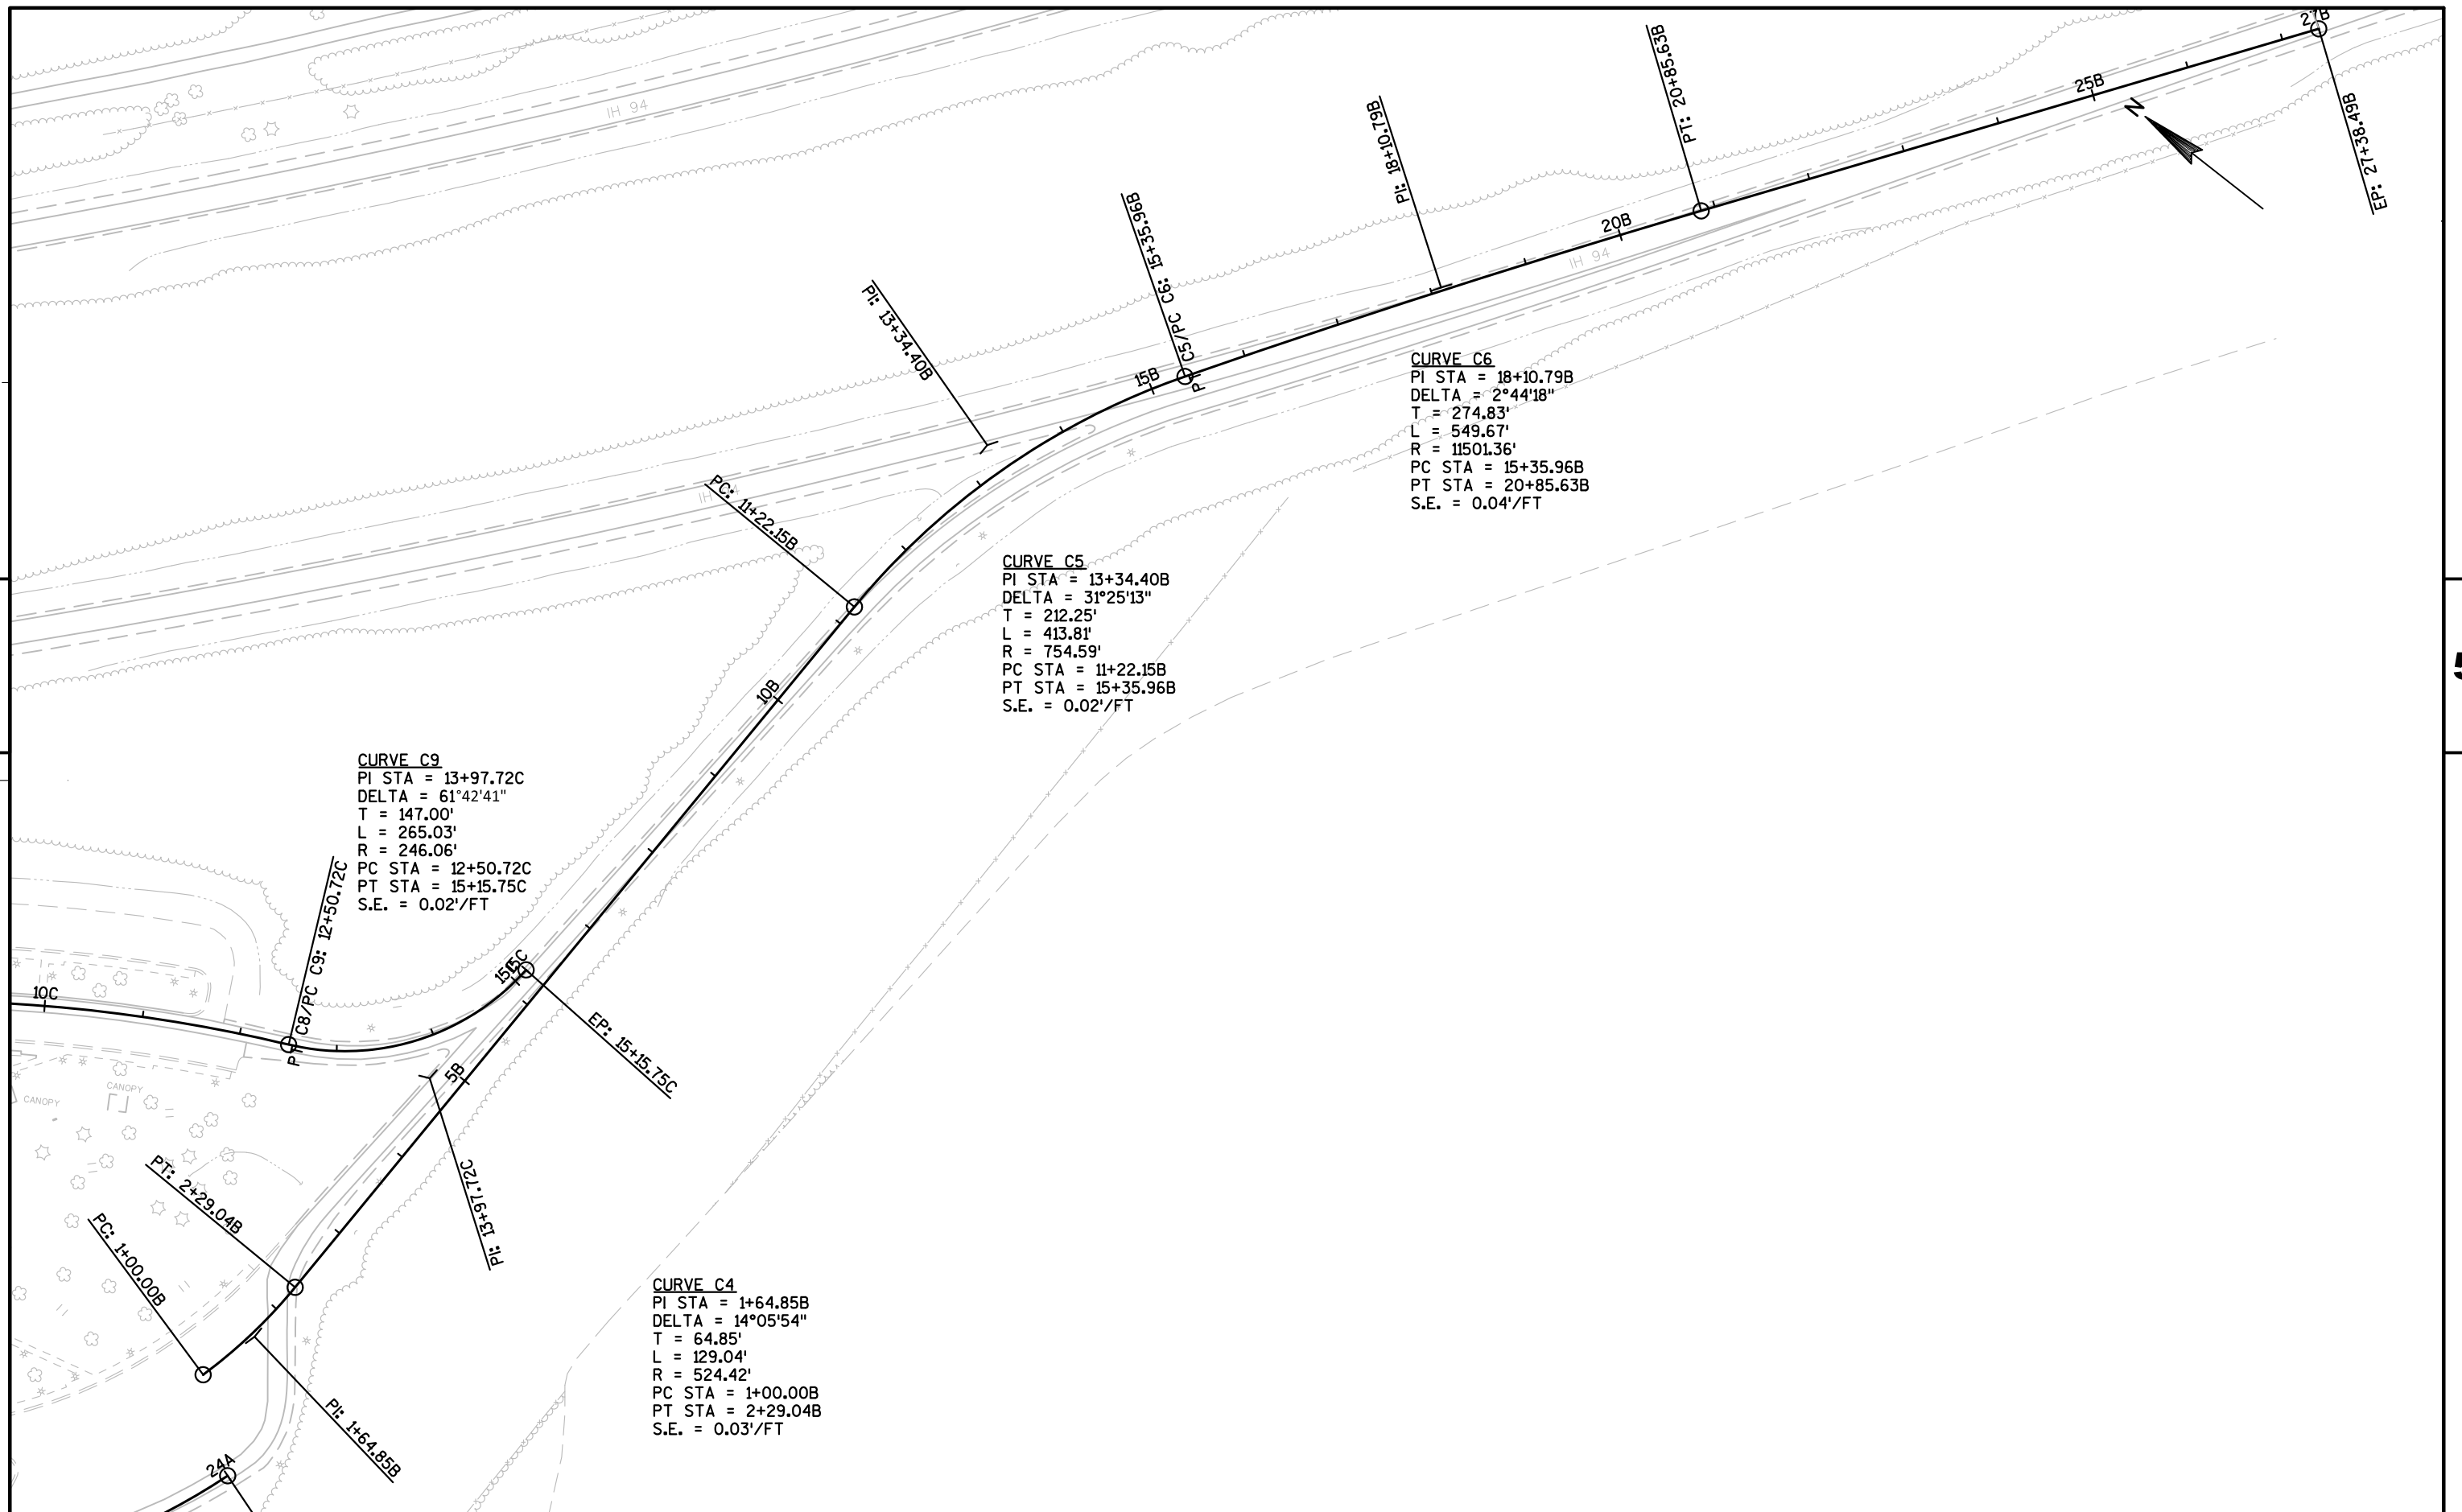 27B
IH 94
PT: 20+85.63B
25B
N
EP: 27+38.49B
PI: 18+10.79B
20B
IH 94
PT C5/PC C6: 15+35.96B
PI: 13+34.40B
15B
CURVE C6
PI STA = 18+10.79B
DELTA = 2°44'18"
T = 274.83'
L = 549.67'
R = 11501.36'
PC STA = 15+35.96B
PT STA = 20+85.63B
S.E. = 0.04'/FT
IH 94
PC: 11+22.15B
CURVE C5
PI STA = 13+34.40B
DELTA = 31°25'13"
T = 212.25'
L = 413.81'
R = 754.59'
PC STA = 11+22.15B
PT STA = 15+35.96B
S.E. = 0.02'/FT
5
10B
CURVE C9
PI STA = 13+97.72C
DELTA = 61°42'41"
T = 147.00'
L = 265.03'
R = 246.06'
PC STA = 12+50.72C
PT STA = 15+15.75C
S.E. = 0.02'/FT
PT C8/PC C9: 12+50.72C
10C
15C
EP: 15+15.75C
5B
CANOPY
CANOPY
PI: 13+97.72C
PT: 2+29.04B
PC: 1+00.00B
CURVE C4
PI STA = 1+64.85B
DELTA = 14°05'54"
T = 64.85'
L = 129.04'
R = 524.42'
PC STA = 1+00.00B
PT STA = 2+29.04B
S.E. = 0.03'/FT
PI: 1+64.85B
24A